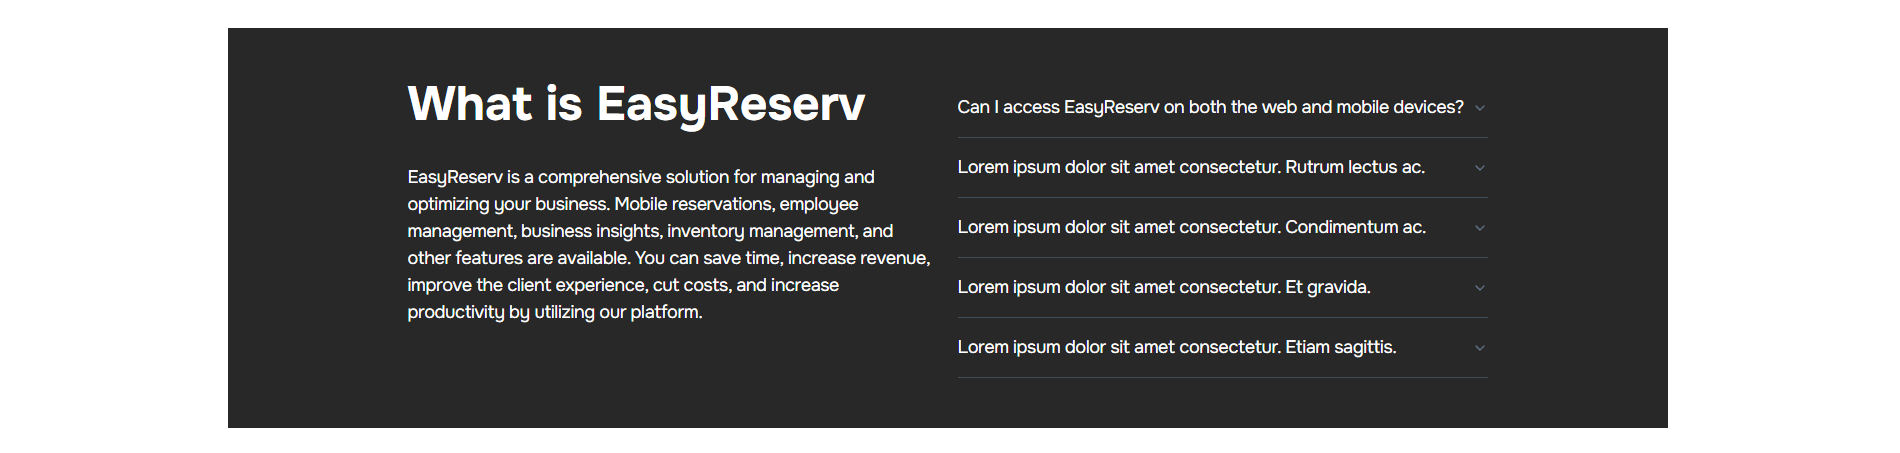 What is EasyReserv
EasyReserv is a comprehensive solution for managing and
optimizing your business. Mobile reservations, employee
management, business insights, inventory management, and
other features are available. You can save time, increase revenue,
improve the client experience, cut costs, and increase
productivity by utilizing our platform.
Can I access EasyReserv on both the web and mobile devices?
Lorem ipsum dolor sit amet consectetur. Rutrum lectus ac.
Lorem ipsum dolor sit amet consectetur. Condimentum ac.
Lorem ipsum dolor sit amet consectetur. Et gravida.
Lorem ipsum dolor sit amet consectetur. Etiam sagittis.